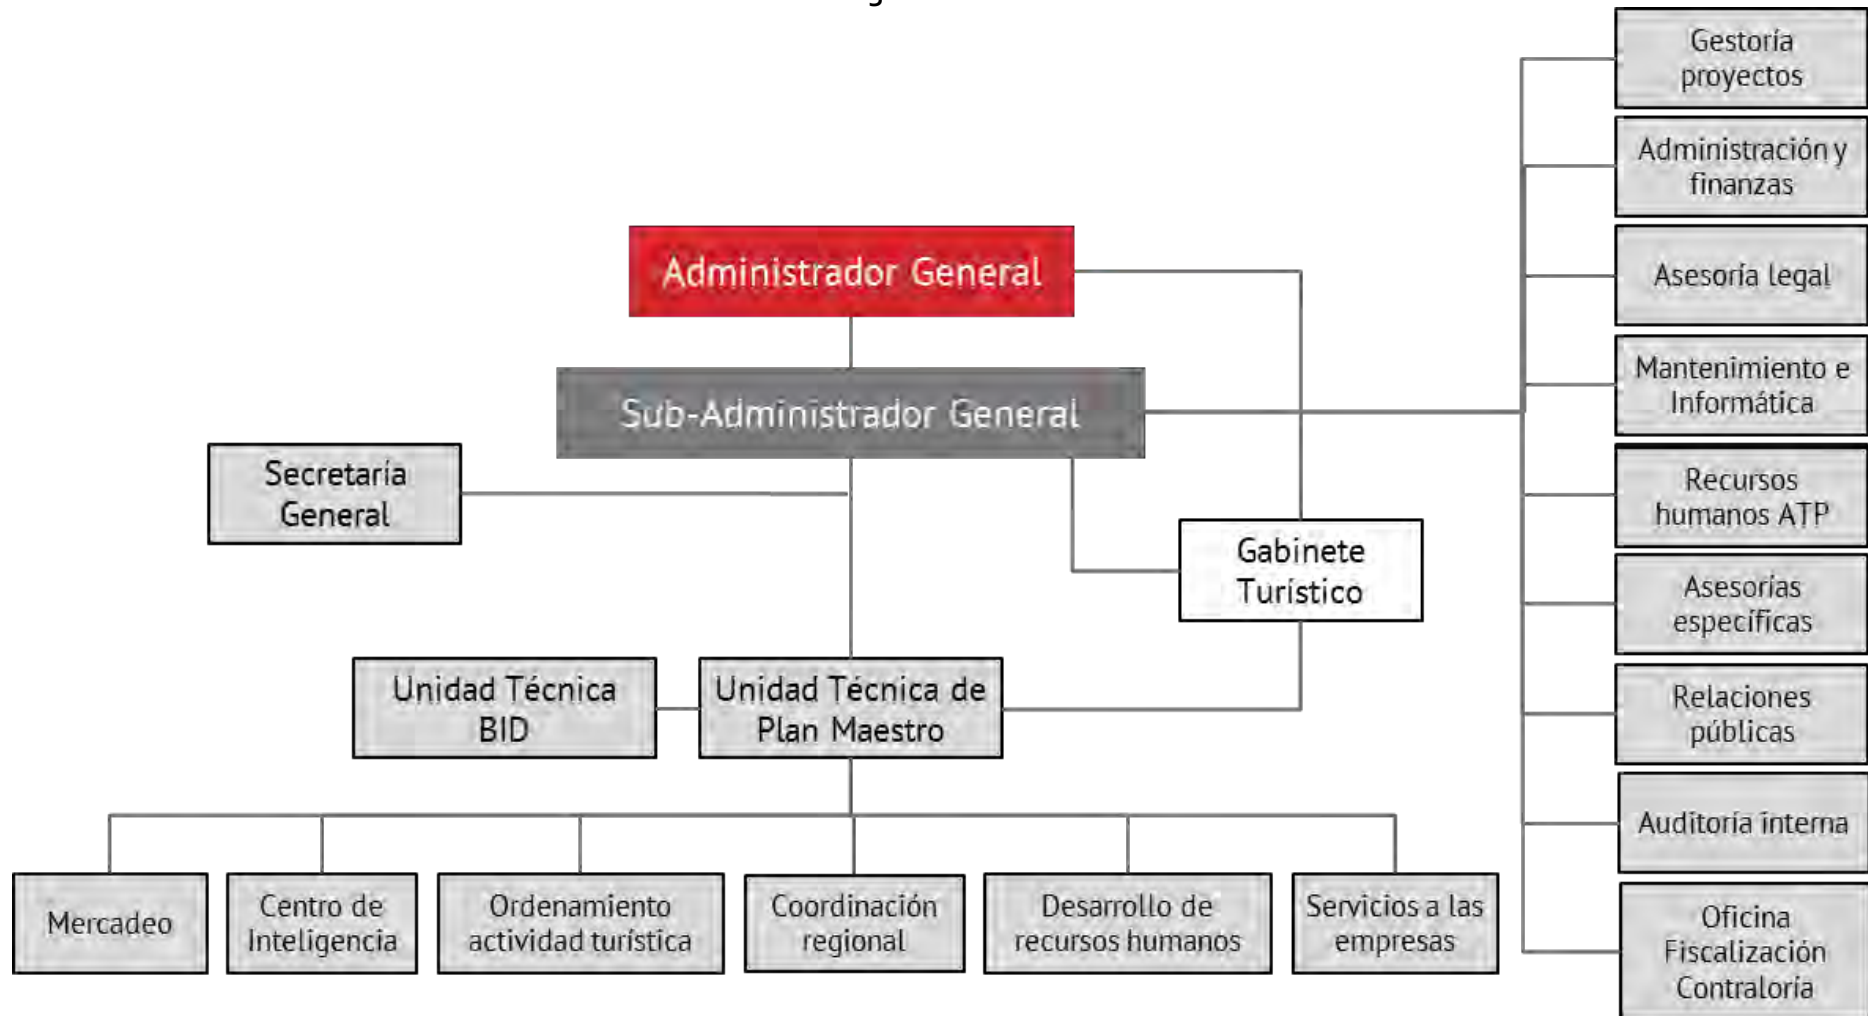 Gestoría
proyectos
Administración y
finanzas
Administrador General
Asesoría legal
Mantenimiento e
Informática
Sub-Administrador General
Secretaría
General
Recursos
humanos ATP
Gabinete
Turístico
Asesorías
específicas
Unidad Técnica
BID
Unidad Técnica de
Plan Maestro
Relaciones
públicas
Auditoría interna
Mercadeo
Centro de
Inteligencia
Ordenamiento
actividad turística
Coordinación
regional
Desarrollo de
recursos humanos
Servicios a las
empresas
Oficina
Fiscalización
Contraloría